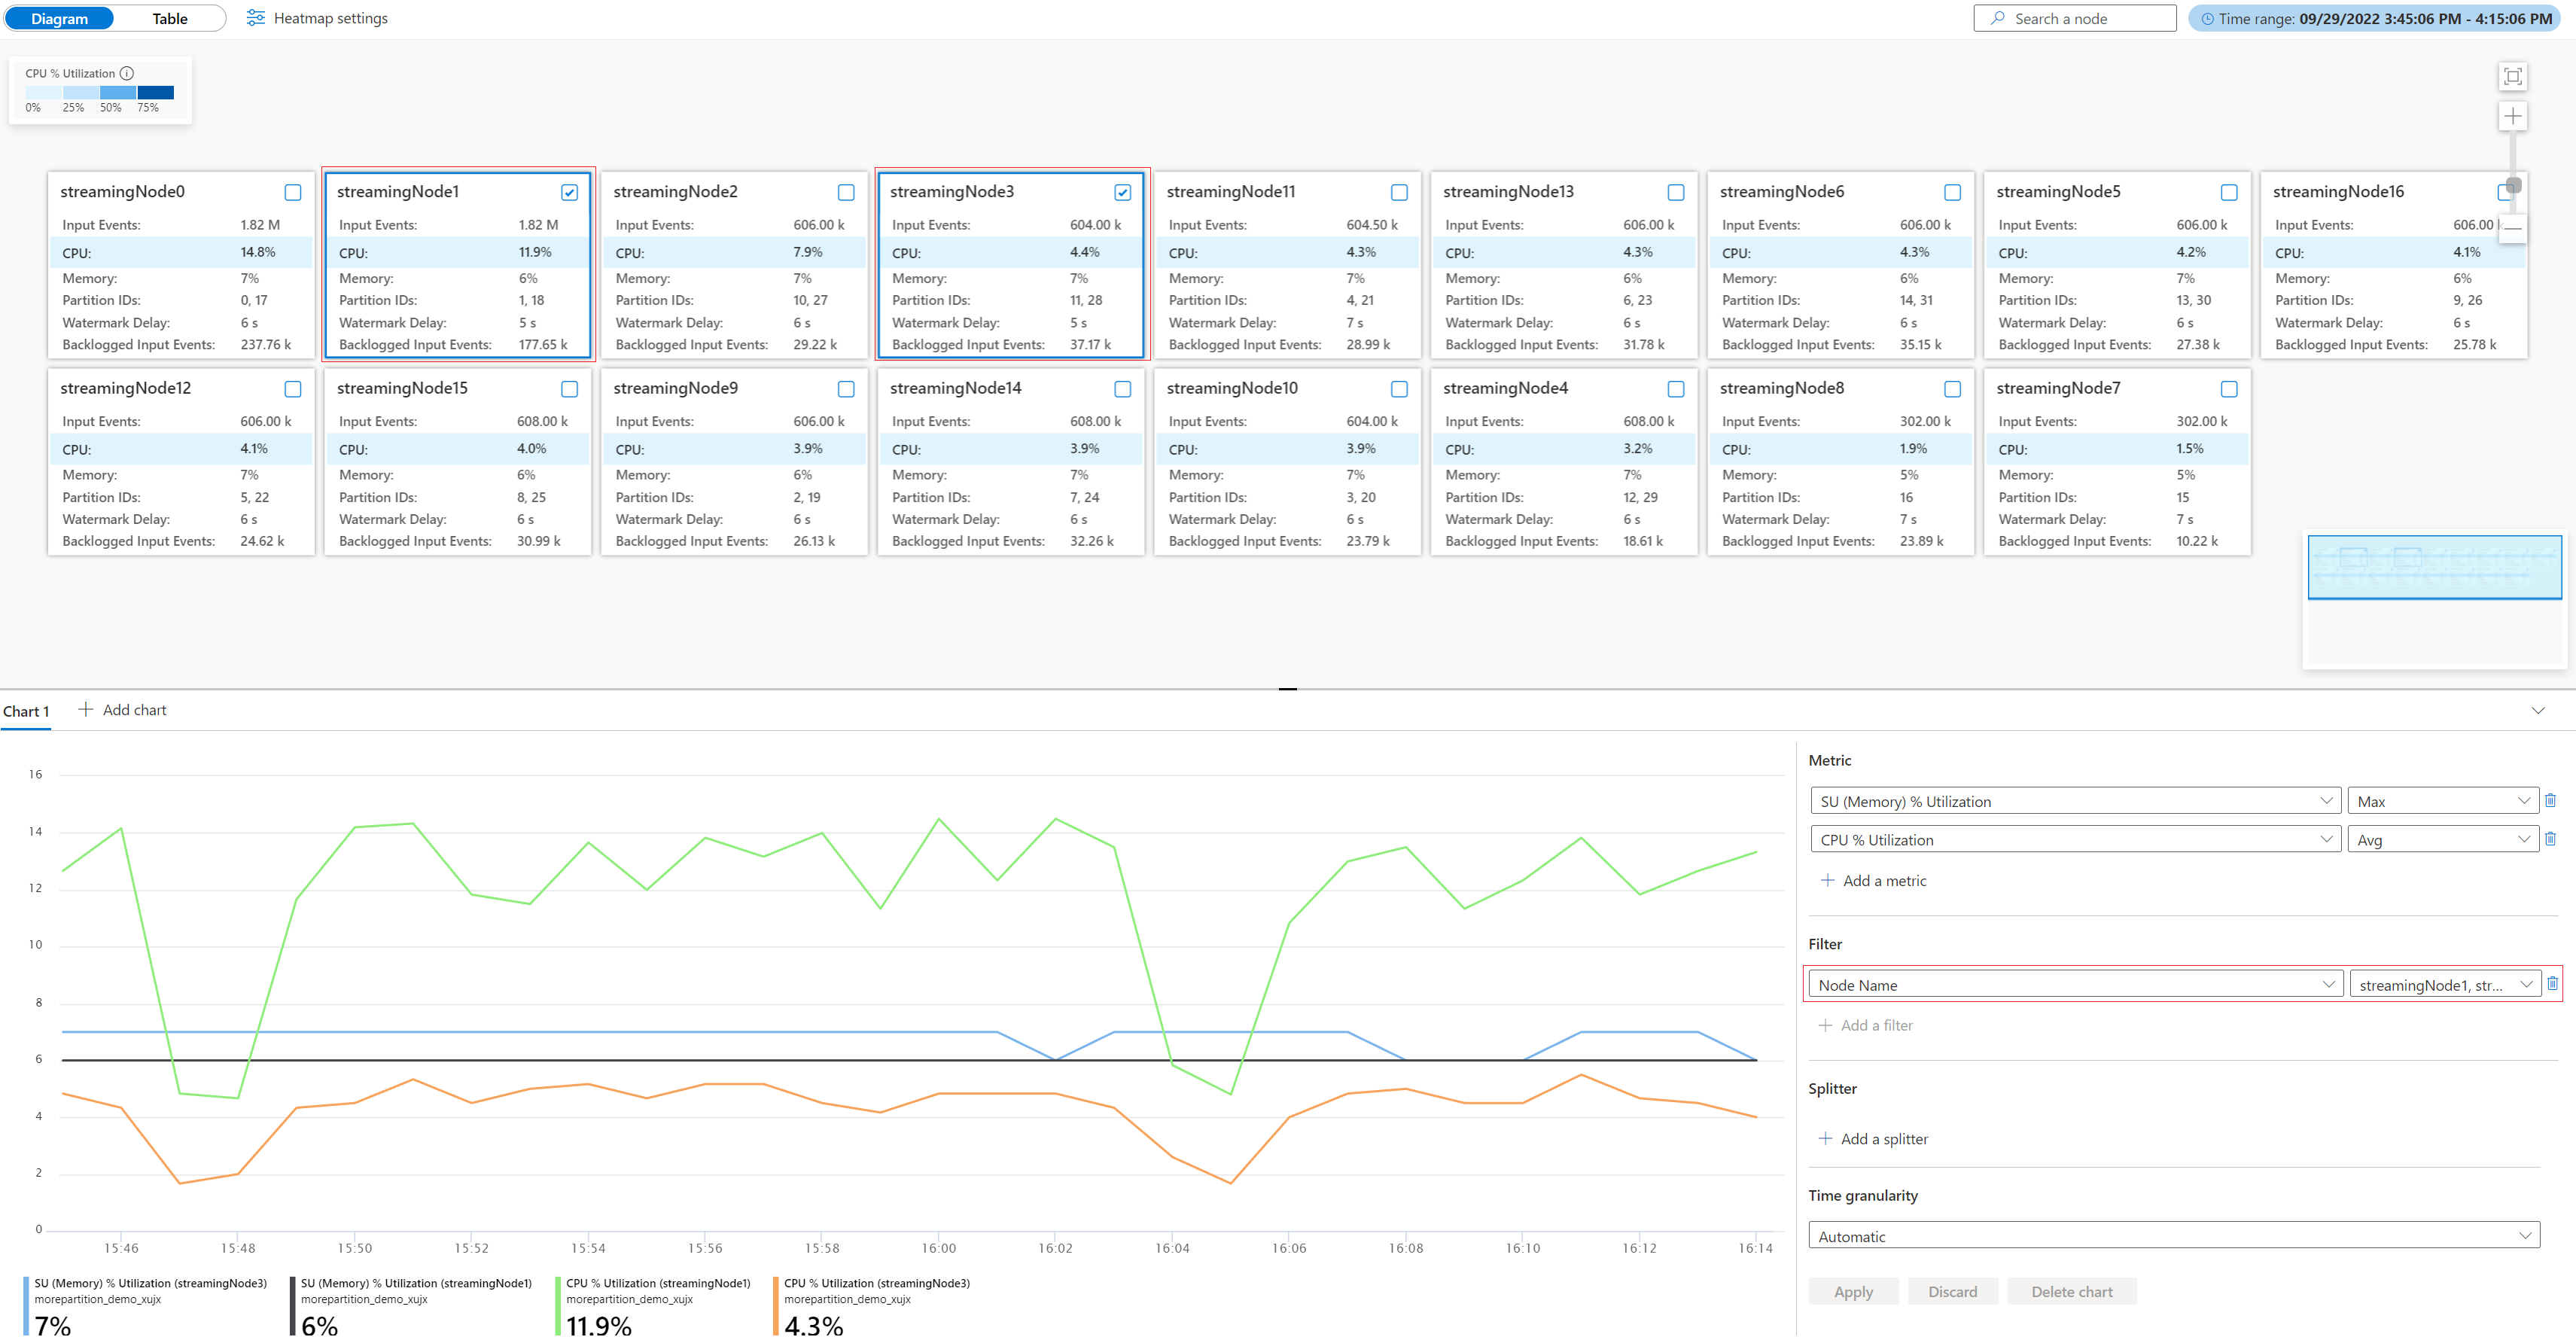 Diagram Table Heatmap settings Search a node Time range: 09/29/2022 3:45:06 PM - 4:15:06 PM
CPU % Utilization
0% 25% 50% 75%
streamingNode0 streamingNode1 streamingNode2 streamingNode3 streamingNode11 streamingNode13 streamingNode6 streamingNode5 streamingNode16
Input Events: 1.82 M Input Events: 1.82 M Input Events: 606.00 k Input Events: 604.00 k Input Events: 604.50 k Input Events: 606.00 k Input Events: 606.00 k Input Events: 606.00 k Input Events: 606.00
CPU: 14.8% CPU: 11.9% CPU: 7.9% CPU: 4.4% CPU: 4.3% CPU: 4.3% CPU: 4.3% CPU: 4.2% CPU: 4.1%
Memory: 7% Memory: 6% Memory: 7% Memory: 7% Memory: 7% Memory: 6% Memory: 6% Memory: 7% Memory: 6%
Partition IDs: 0, 17 Partition IDs: 1, 18 Partition IDs: 10, 27 Partition IDs: 11, 28 Partition IDs: 4, 21 Partition IDs: 6, 23 Partition IDs: 14, 31 Partition IDs: 13, 30 Partition IDs: 9, 26
Watermark Delay: 6 s Watermark Delay: 5 s Watermark Delay: 6 s Watermark Delay: 5 s Watermark Delay: 7 s Watermark Delay: 6 s Watermark Delay: 6 s Watermark Delay: 6 s Watermark Delay: 6 s
Backlogged Input Events: 237.76 k Backlogged Input Events: 177.65 k Backlogged Input Events: 29.22 k Backlogged Input Events: 37.17 k Backlogged Input Events: 28.99 k Backlogged Input Events: 31.78 k Backlogged Input Events: 35.15 k Backlogged Input Events: 27.38 k Backlogged Input Events: 25.78 k
streamingNode12 streamingNode15 streamingNode9 streamingNode14 streamingNode10 streamingNode4 streamingNode8 streamingNode7
Input Events: 606.00 k Input Events: 608.00 k Input Events: 606.00 k Input Events: 608.00 k Input Events: 604.00 k Input Events: 608.00 k Input Events: 302.00 k Input Events: 302.00 k
CPU: 4.1% CPU: 4.0% CPU: 3.9% CPU: 3.9% CPU: 3.9% CPU: 3.2% CPU: 1.9% CPU: 1.5%
Memory: 7% Memory: 6% Memory: 6% Memory: 7% Memory: 7% Memory: 7% Memory: 5% Memory: 5%
Partition IDs: 5, 22 Partition IDs: 8, 25 Partition IDs: 2, 19 Partition IDs: 7, 24 Partition IDs: 3, 20 Partition IDs: 12, 29 Partition IDs: 16 Partition IDs: 15
Watermark Delay: 6 s Watermark Delay: 6 s Watermark Delay: 6 s Watermark Delay: 6 s Watermark Delay: 6 s Watermark Delay: 6 s Watermark Delay: 7 s Watermark Delay: 7 s
Backlogged Input Events: 24.62 k Backlogged Input Events: 30.99 k Backlogged Input Events: 26.13 k Backlogged Input Events: 32.26 k Backlogged Input Events: 23.79 k Backlogged Input Events: 18.61 k Backlogged Input Events: 23.89 k Backlogged Input Events: 10.22 k
Chart 1 Add chart
16
14
12
10
8
6
4
2
0
15:46 15:48 15:50 15:52 15:54 15:56 15:58 16:00 16:02 16:04 16:06 16:08 16:10 16:12 16:14
SU (Memory) % Utilization (streamingNode3) SU (Memory) % Utilization (streamingNode1) CPU % Utilization (streamingNode1) CPU % Utilization (streamingNode3)
morepartition_demo_xujx morepartition_demo_xujx morepartition_demo_xujx morepartition_demo_xujx
7% 6% 11.9% 4.3%
Metric
SU (Memory) % Utilization Max
CPU % Utilization Avg
Add a metric
Filter
Node Name streamingNode1, str...
Add a filter
Splitter
Add a splitter
Time granularity
Automatic
Apply Discard Delete chart